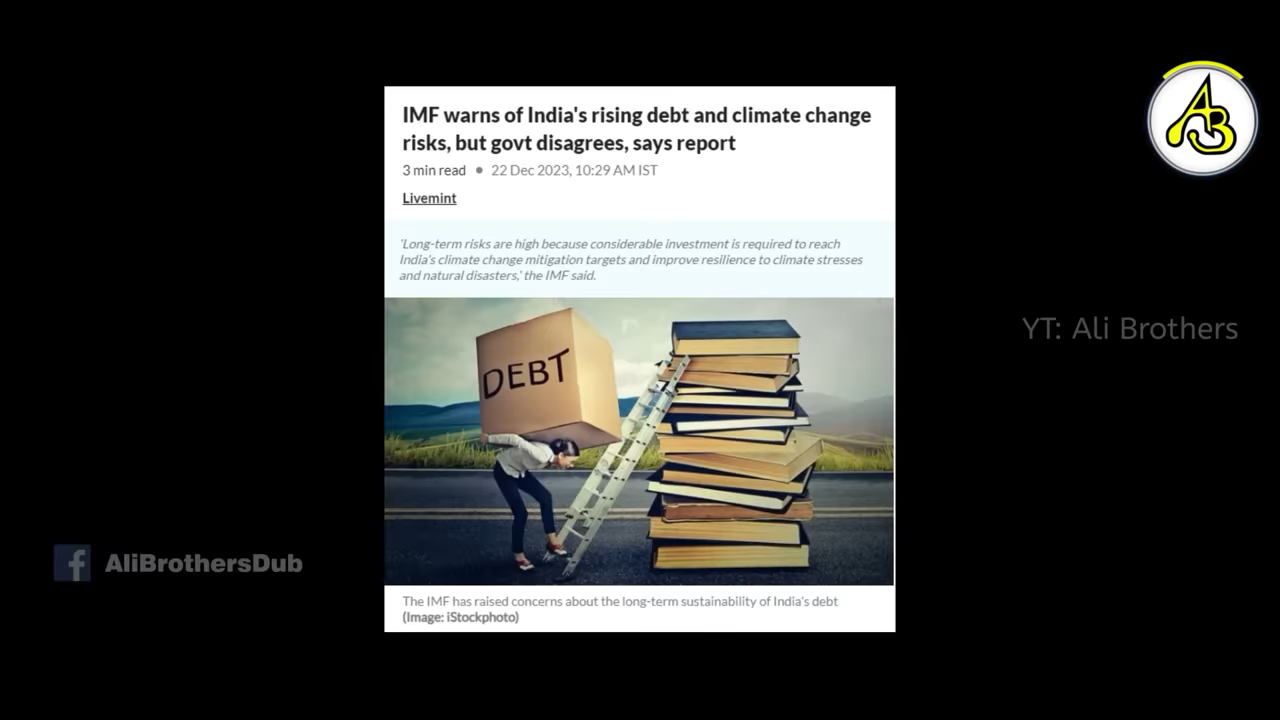 IMF warns of India's rising debt and climate change
risks, but govt disagrees, says report
3 min read • 22 Dec 2023, 10:29 AM IST
Livemint
'Long-term risks are high because considerable investment is required to reach
India's climate change mitigation targets and improve resilience to climate stresses
and natural disasters,' the IMF said.
DEBT
The IMF has raised concerns about the long-term sustainability of India's debt
(Image: iStockphoto)
AB
YT: Ali Brothers
f AliBrothersDub